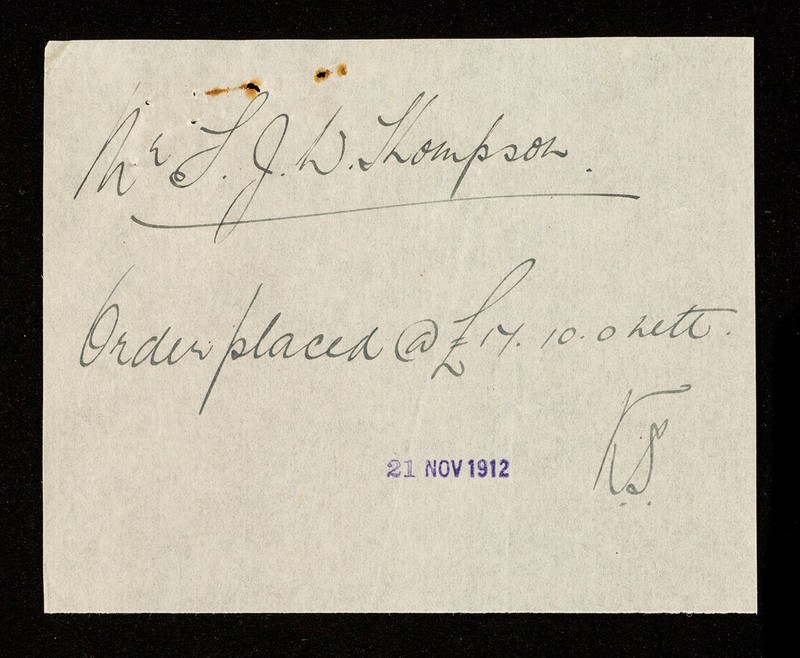 Mr S. J. W. Thompson.
Order placed @ £17. 10. 0 nett.
21 NOV 1912
K.S.